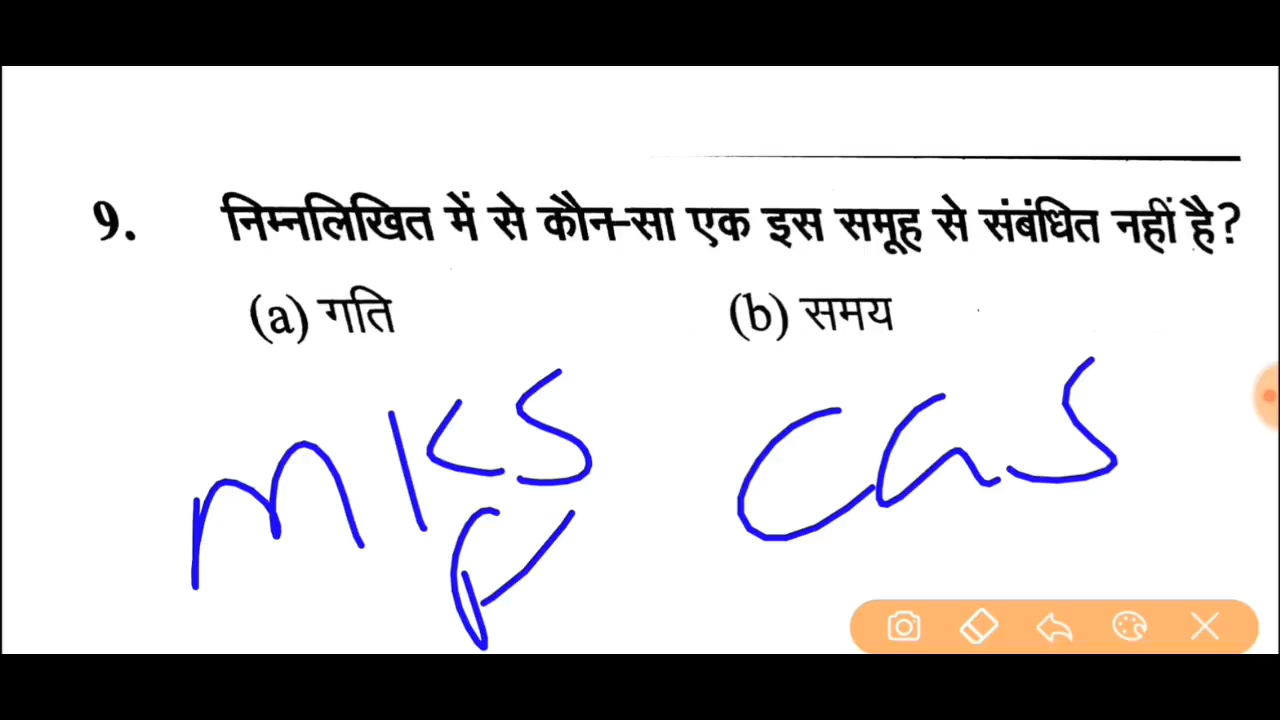 9. निम्नलिखित में से कौन-सा एक इस समूह से संबंधित नहीं है?
(a) गति (b) समय
MKS CGS